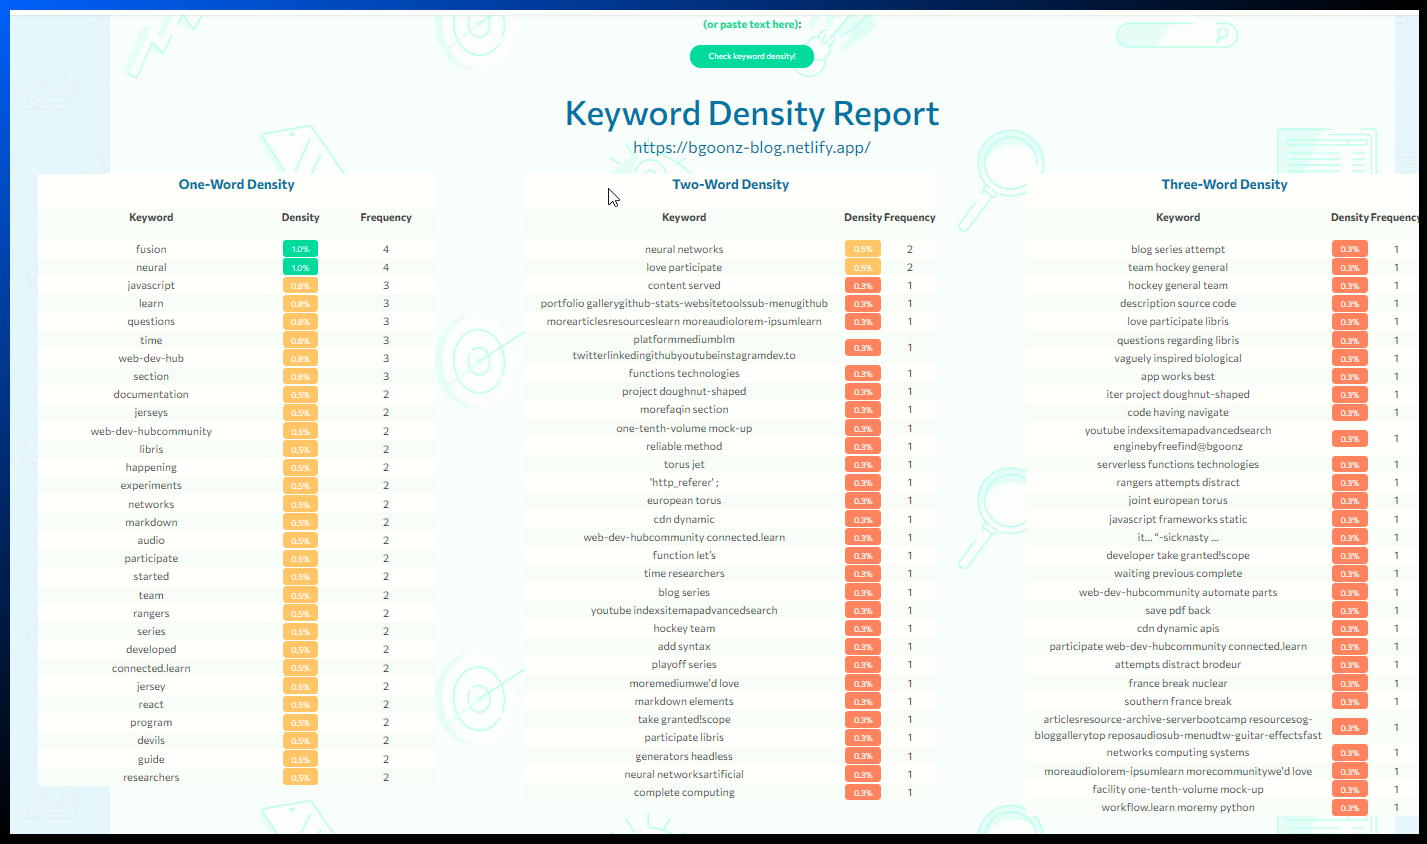 (or paste text here):
Check keyword density!
Keyword Density Report
https://bgoonz-blog.netlify.app/
One-Word Density
Keyword Density Frequency
fusion 1.0% 4
neural 1.0% 4
javascript 0.8% 3
learn 0.8% 3
questions 0.8% 3
time 0.8% 3
web-dev-hub 0.8% 3
section 0.8% 3
documentation 0.5% 2
jerseys 0.5% 2
web-dev-hubcommunity 0.5% 2
libris 0.5% 2
happening 0.5% 2
experiments 0.5% 2
networks 0.5% 2
markdown 0.5% 2
audio 0.5% 2
participate 0.5% 2
started 0.5% 2
team 0.5% 2
rangers 0.5% 2
series 0.5% 2
developed 0.5% 2
connected.learn 0.5% 2
jersey 0.5% 2
react 0.5% 2
program 0.5% 2
devils 0.5% 2
guide 0.5% 2
researchers 0.5% 2
Two-Word Density
Keyword Density Frequency
neural networks 0.5% 2
love participate 0.5% 2
content served 0.3% 1
portfolio gallerygithub-stats-websitetoolssub-menugithub 0.3% 1
morearticlesresourceslearn moreaudiolorem-ipsumlearn 0.3% 1
platformmediumblm
twitterlinkedingithubyoutubeinstagramdev.to 0.3% 1
functions technologies 0.3% 1
project doughnut-shaped 0.3% 1
morefaqin section 0.3% 1
one-tenth-volume mock-up 0.3% 1
reliable method 0.3% 1
torus jet 0.3% 1
'http_referer' ; 0.3% 1
european torus 0.3% 1
cdn dynamic 0.3% 1
web-dev-hubcommunity connected.learn 0.3% 1
function let's 0.3% 1
time researchers 0.3% 1
blog series 0.3% 1
youtube indexsitemapadvancedsearch 0.3% 1
hockey team 0.3% 1
add syntax 0.3% 1
playoff series 0.3% 1
moremediumwe'd love 0.3% 1
markdown elements 0.3% 1
take granted!scope 0.3% 1
participate libris 0.3% 1
generators headless 0.3% 1
neural networksartificial 0.3% 1
complete computing 0.3% 1
Three-Word Density
Keyword Density Frequency
blog series attempt 0.3% 1
team hockey general 0.3% 1
hockey general team 0.3% 1
description source code 0.3% 1
love participate libris 0.3% 1
questions regarding libris 0.3% 1
vaguely inspired biological 0.3% 1
app works best 0.3% 1
iter project doughnut-shaped 0.3% 1
code having navigate 0.3% 1
youtube indexsitemapadvancedsearch
enginebyfreefind@bgoonz 0.3% 1
serverless functions technologies 0.3% 1
rangers attempts distract 0.3% 1
joint european torus 0.3% 1
javascript frameworks static 0.3% 1
it... "-sicknasty ... 0.3% 1
developer take granted!scope 0.3% 1
waiting previous complete 0.3% 1
web-dev-hubcommunity automate parts 0.3% 1
save pdf back 0.3% 1
cdn dynamic apis 0.3% 1
participate web-dev-hubcommunity connected.learn 0.3% 1
attempts distract brodeur 0.3% 1
france break nuclear 0.3% 1
southern france break 0.3% 1
articlesresource-archive-serverbootcamp resourcesog-
bloggallerytop reposaudiosub-menudtw-guitar-effectsfast 0.3% 1
networks computing systems 0.3% 1
moreaudiolorem-ipsumlearn morecommunitywe'd love 0.3% 1
facility one-tenth-volume mock-up 0.3% 1
workflow.learn moremy python 0.3% 1